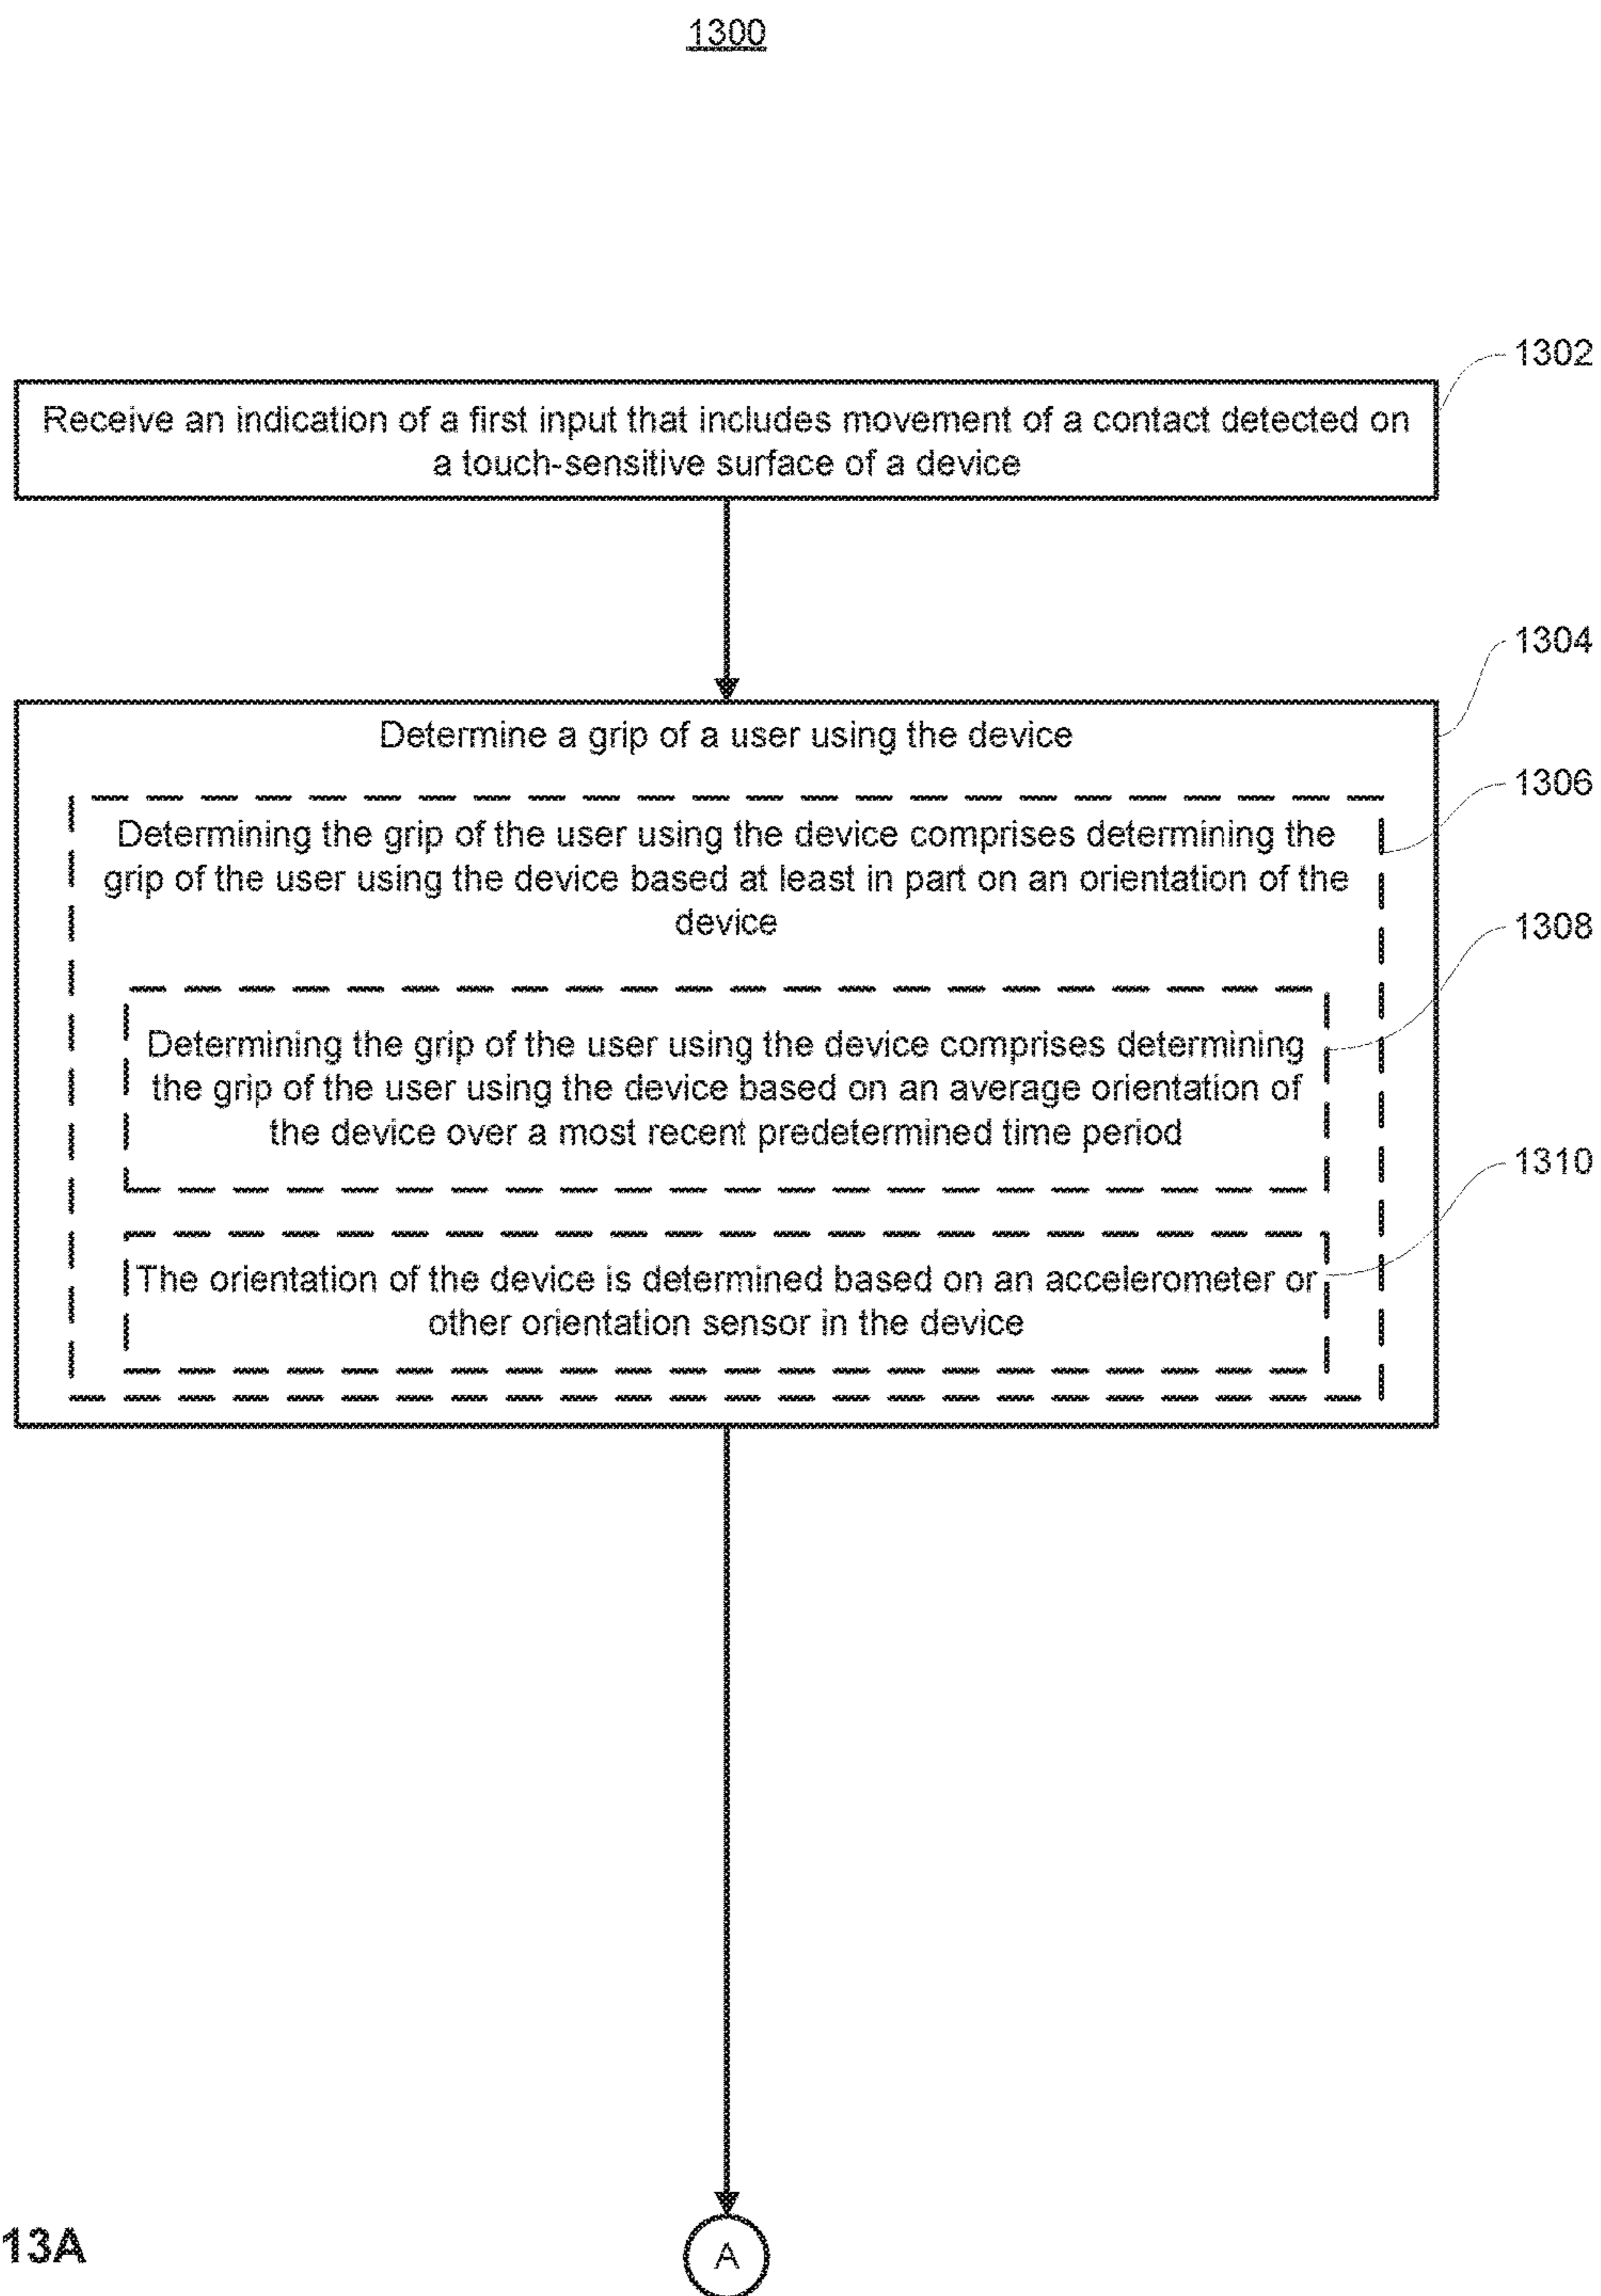 1300
1302
Receive an indication of a first input that includes movement of a contact detected on
a touch-sensitive surface of a device
1304
Determine a grip of a user using the device
1306
Determining the grip of the user using the device comprises determining the
grip of the user using the device based at least in part on an orientation of the
device
1308
Determining the grip of the user using the device comprises determining
the grip of the user using the device based on an average orientation of
the device over a most recent predetermined time period
1310
The orientation of the device is determined based on an accelerometer or
other orientation sensor in the device
13A
A